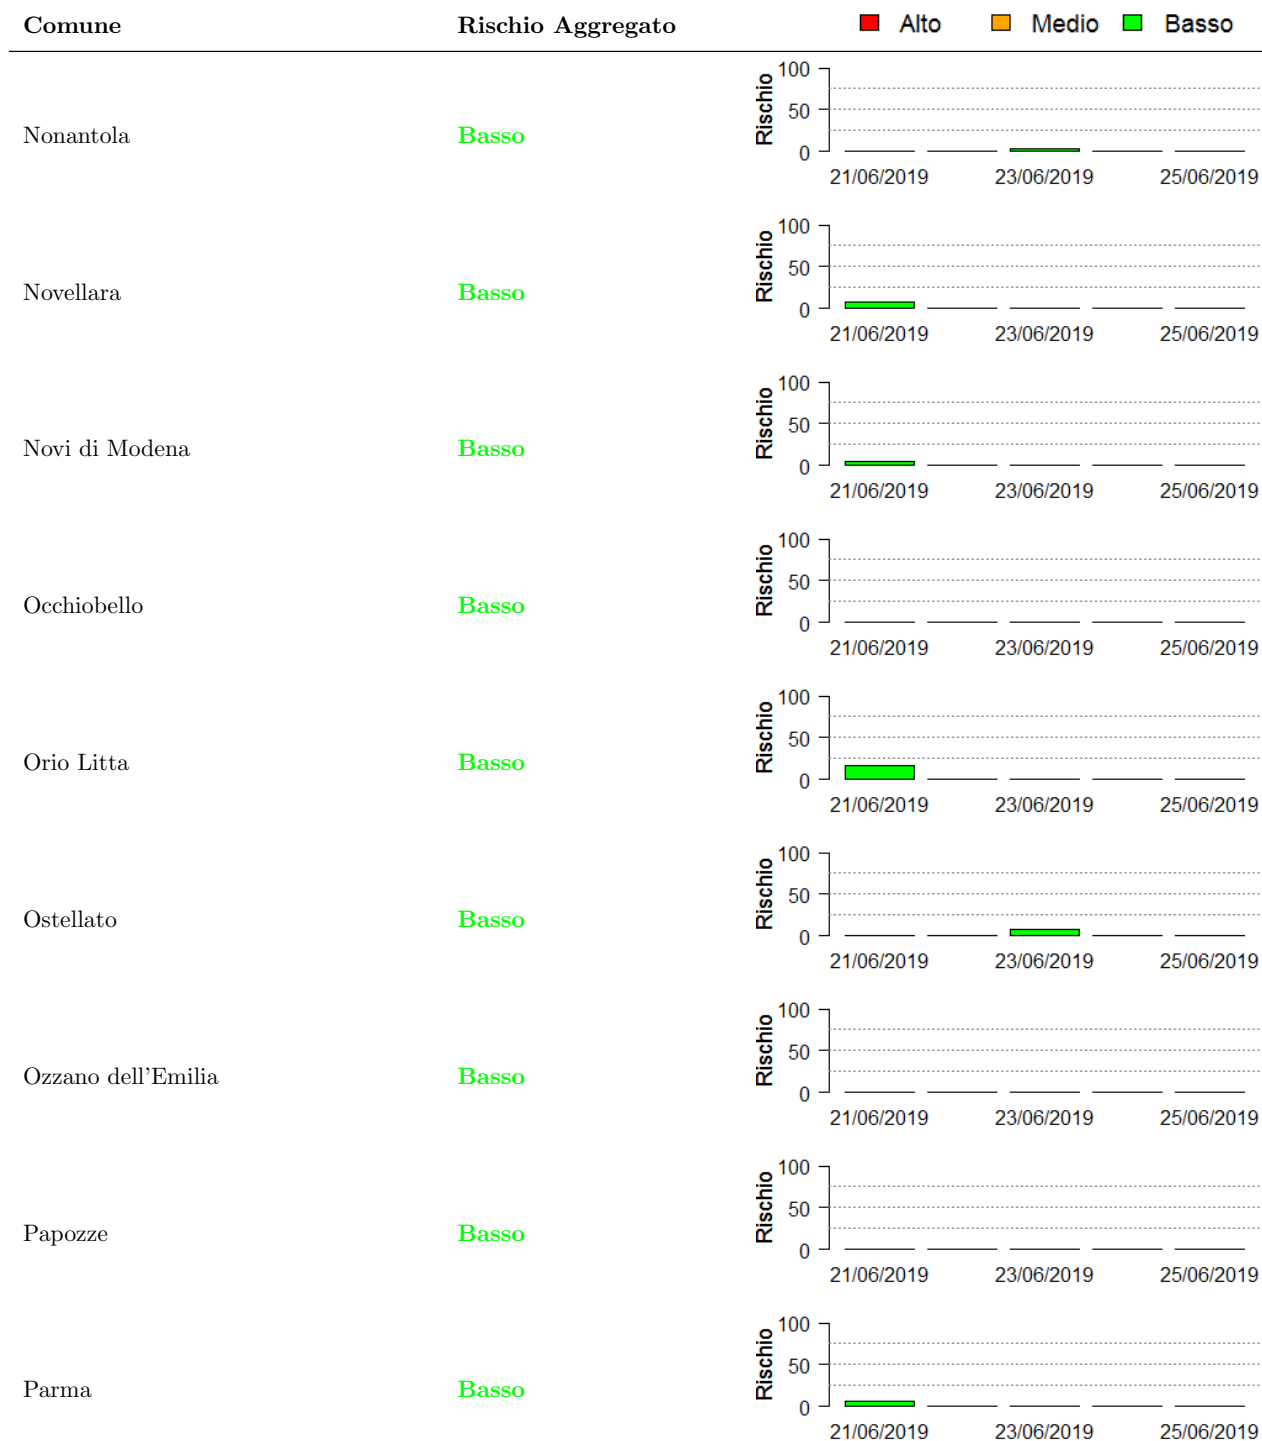 Comune Rischio Aggregato Alto Medio Basso
Nonantola Basso Rischio 100 50 0
21/06/2019 23/06/2019 25/06/2019
Novellara Basso Rischio 100 50 0
21/06/2019 23/06/2019 25/06/2019
Novi di Modena Basso Rischio 100 50 0
21/06/2019 23/06/2019 25/06/2019
Occhiobello Basso Rischio 100 50 0
21/06/2019 23/06/2019 25/06/2019
Orio Litta Basso Rischio 100 50 0
21/06/2019 23/06/2019 25/06/2019
Ostellato Basso Rischio 100 50 0
21/06/2019 23/06/2019 25/06/2019
Ozzano dell'Emilia Basso Rischio 100 50 0
21/06/2019 23/06/2019 25/06/2019
Papozze Basso Rischio 100 50 0
21/06/2019 23/06/2019 25/06/2019
Parma Basso Rischio 100 50 0
21/06/2019 23/06/2019 25/06/2019